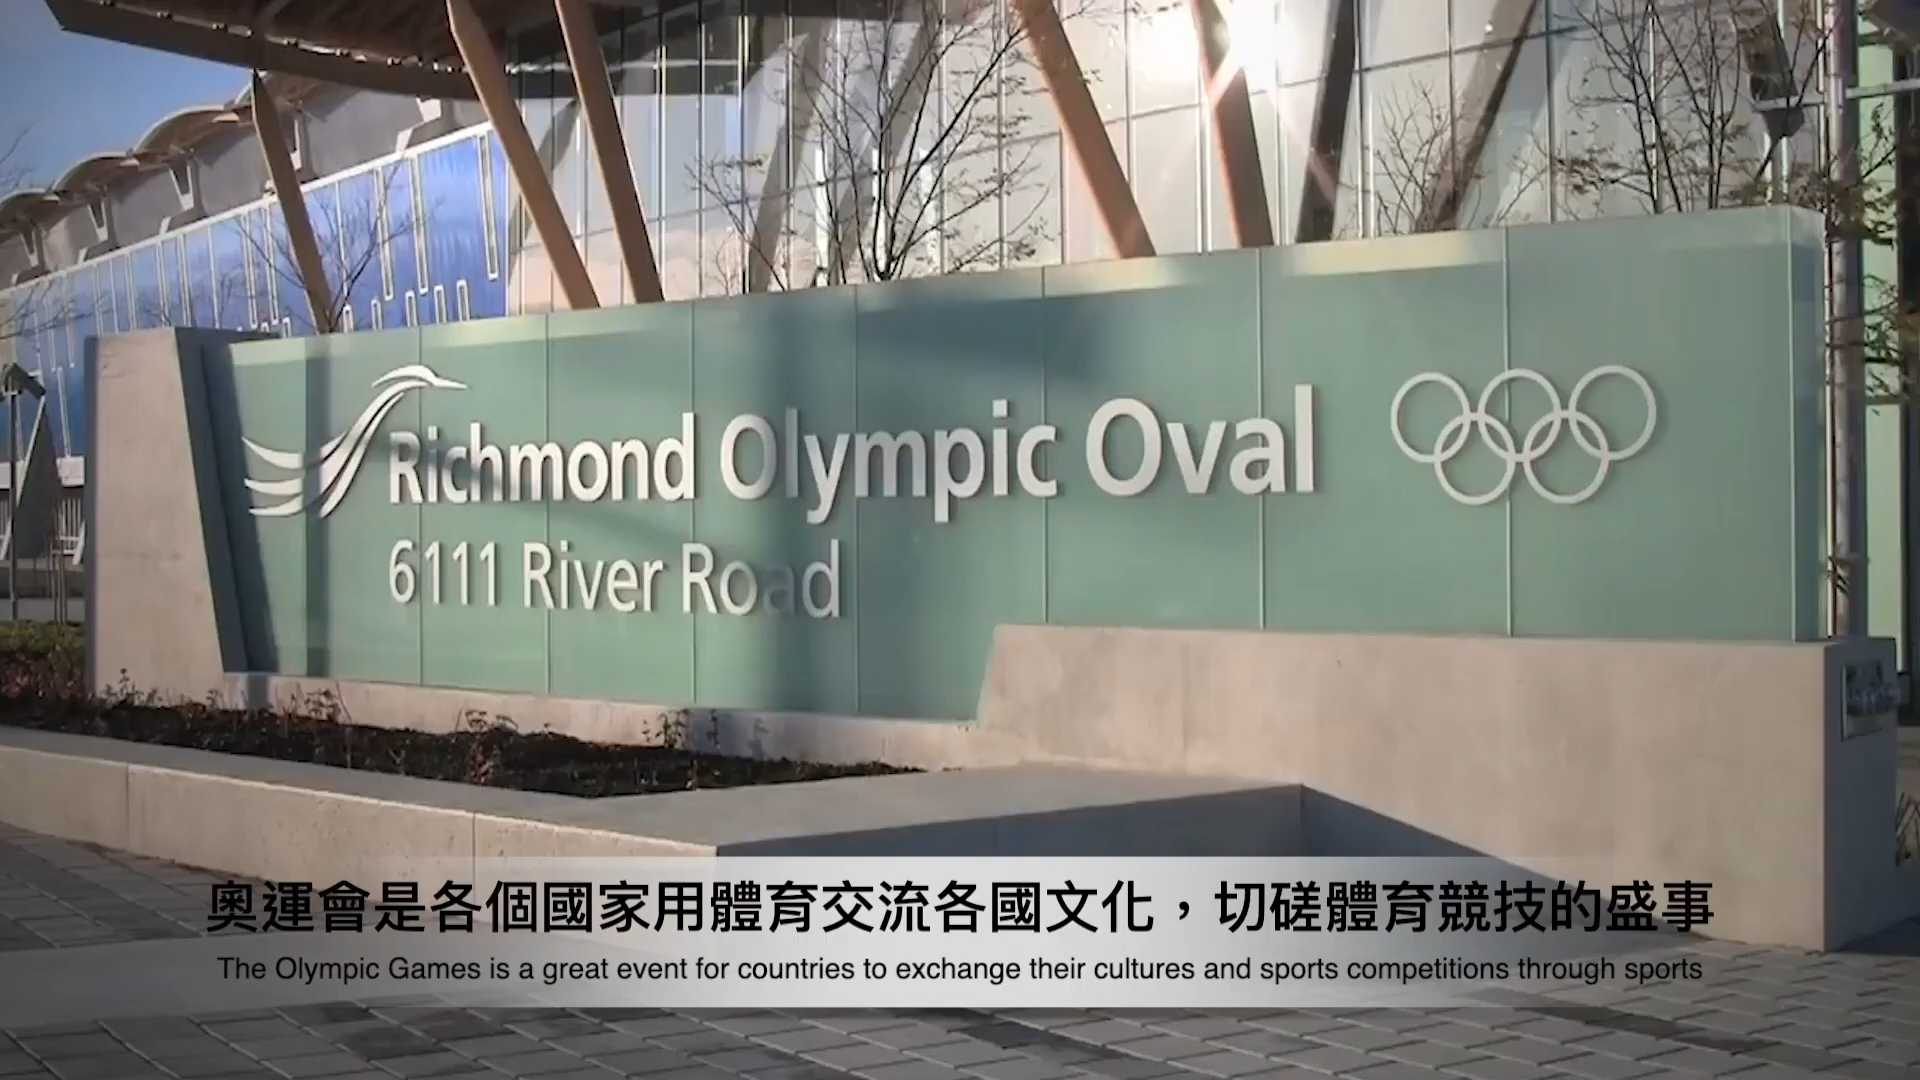 Richmond Olympic Oval
6111 River Road
奧運會是各個國家用體育交流各國文化，切磋體育競技的盛事
The Olympic Games is a great event for countries to exchange their cultures and sports competitions through sports